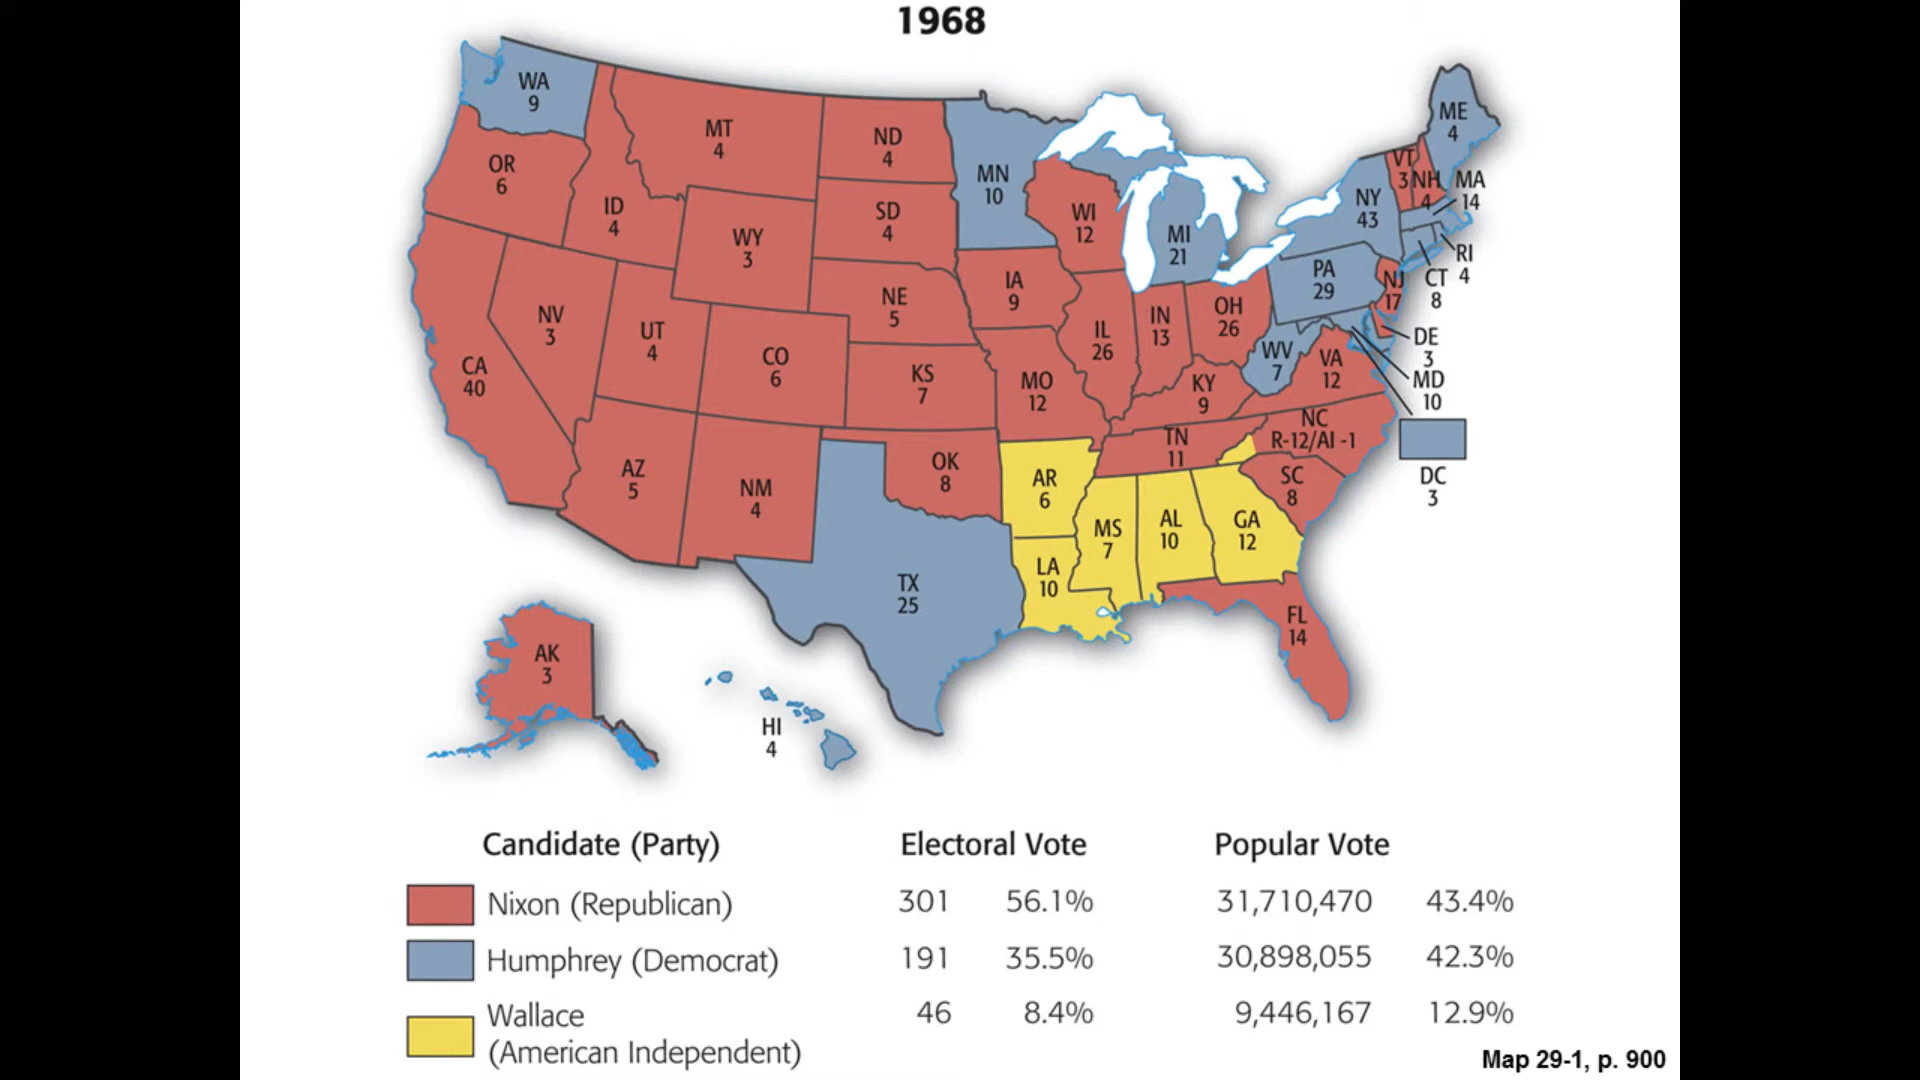 1968
WA
9
MT
4
ND
4
MN
10
ME
4
OR
6
ID
4
WY
3
SD
4
WI
12
MI
21
NY
43
VT
3
NH
4
MA
14
RI
4
CT
8
NV
3
UT
4
CO
6
NE
5
IA
9
IL
26
IN
13
OH
26
PA
29
NJ
17
DE
3
MD
10
DC
3
CA
40
KS
7
MO
12
KY
9
WV
7
VA
12
AZ
5
NM
4
OK
8
AR
6
TN
11
NC
R-12/AI -1
SC
8
TX
25
LA
10
MS
7
AL
10
GA
12
FL
14
AK
3
HI
4
Candidate (Party) Electoral Vote Popular Vote
Nixon (Republican) 301 56.1% 31,710,470 43.4%
Humphrey (Democrat) 191 35.5% 30,898,055 42.3%
Wallace
(American Independent) 46 8.4% 9,446,167 12.9%
Map 29-1, p. 900